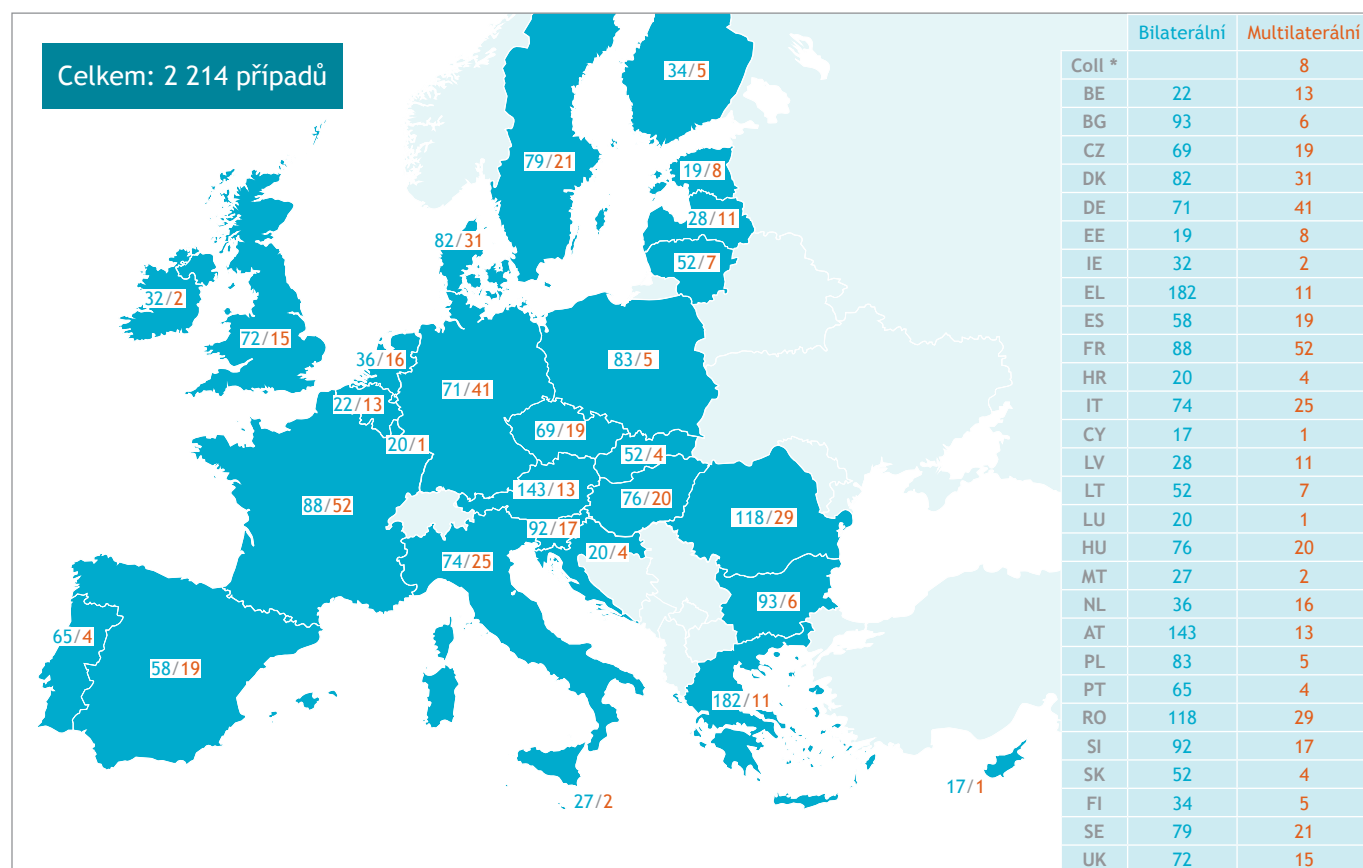 Celkem: 2 214 případů
34/5
79/21
19/8
28/11
82/31
52/7
32/2
72/15
36/16
83/5
71/41
22/13
69/19
20/1
52/4
143/13
76/20
88/52
118/29
92/17
20/4
74/25
93/6
65/4
58/19
182/11
17/1
27/2
Bilaterální Multilaterální
Coll * 8
BE 22 13
BG 93 6
CZ 69 19
DK 82 31
DE 71 41
EE 19 8
IE 32 2
EL 182 11
ES 58 19
FR 88 52
HR 20 4
IT 74 25
CY 17 1
LV 28 11
LT 52 7
LU 20 1
HU 76 20
MT 27 2
NL 36 16
AT 143 13
PL 83 5
PT 65 4
RO 118 29
SI 92 17
SK 52 4
FI 34 5
SE 79 21
UK 72 15